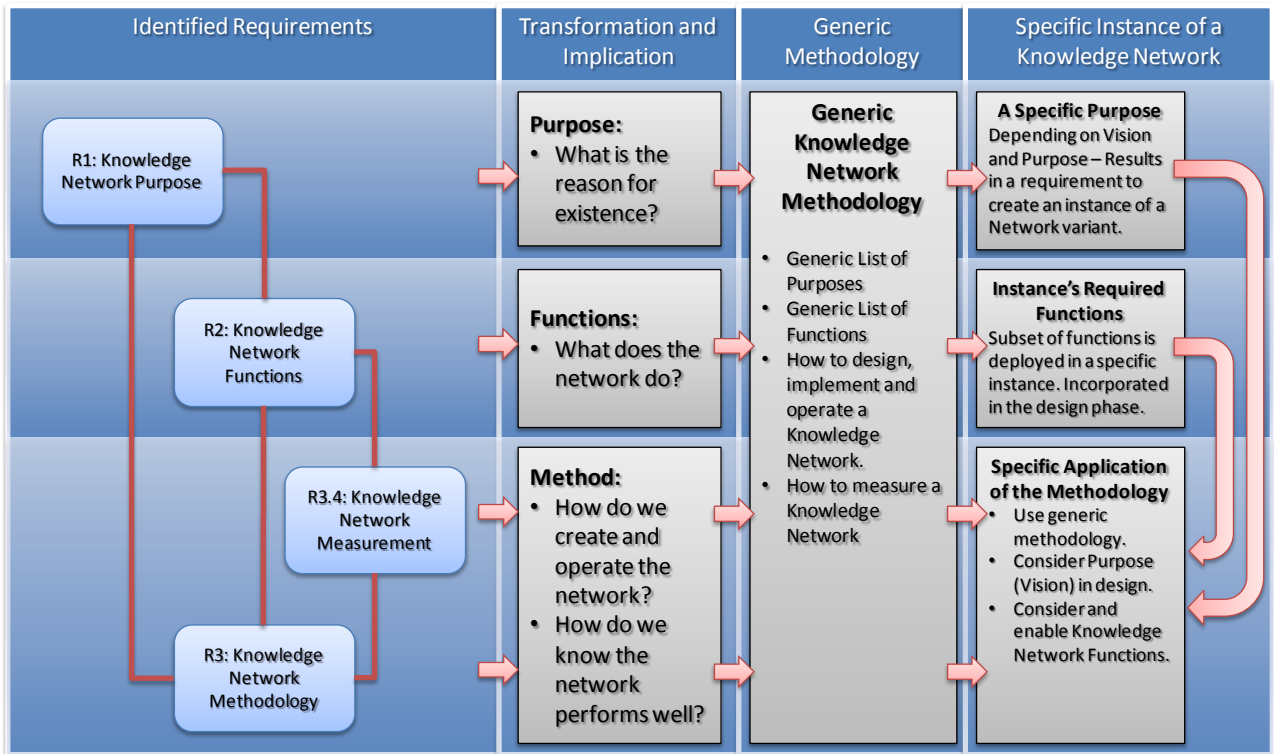 Identified Requirements
Transformation and
Implication
Generic
Methodology
Specific Instance of a
Knowledge Network
R1: Knowledge
Network Purpose
R2: Knowledge
Network
Functions
R3.4: Knowledge
Network
Measurement
R3: Knowledge
Network
Methodology
Purpose:
• What is the
reason for
existence?
Functions:
• What does the
network do?
Method:
• How do we
create and
operate the
network?
• How do we
know the
network
performs well?
Generic
Knowledge
Network
Methodology
• Generic List of
Purposes
• Generic List of
Functions
• How to design,
implement and
operate a
Knowledge
Network.
• How to measure a
Knowledge
Network
A Specific Purpose
Depending on Vision
and Purpose – Results
in a requirement to
create an instance of a
Network variant.
Instance's Required
Functions
Subset of functions is
deployed in a specific
instance. Incorporated
in the design phase.
Specific Application
of the Methodology
• Use generic
methodology.
• Consider Purpose
(Vision) in design.
• Consider and
enable Knowledge
Network Functions.